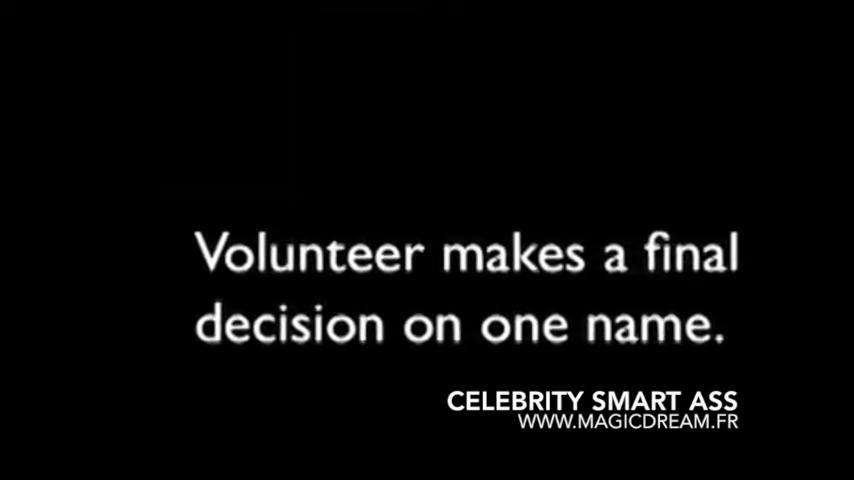 Volunteer makes a final
decision on one name.
CELEBRITY SMART ASS
WWW.MAGICDREAM.FR